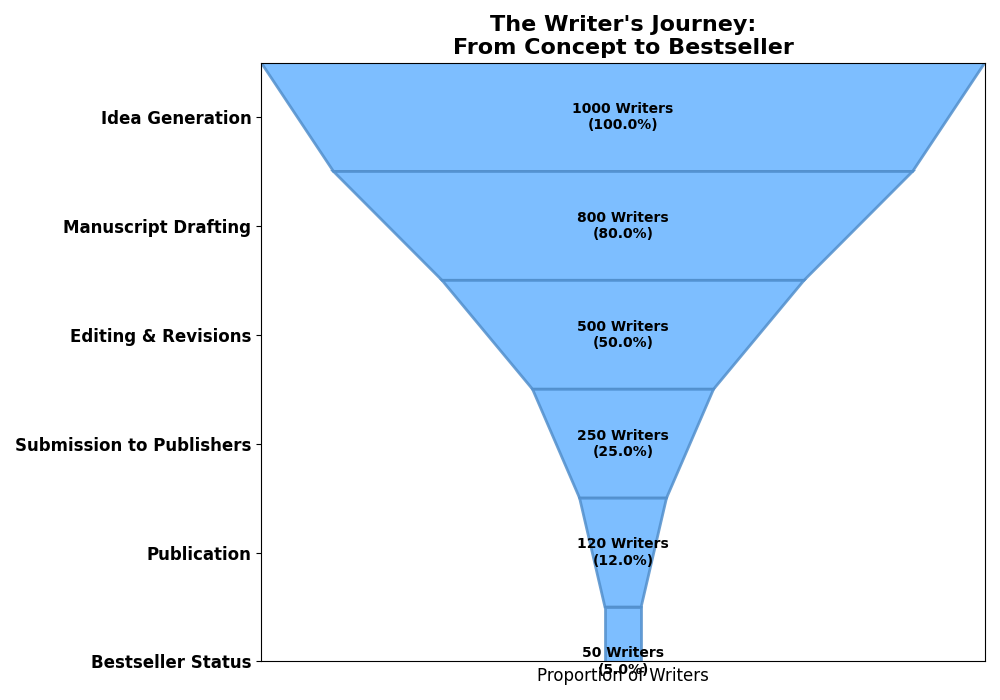 The Writer's Journey:
From Concept to Bestseller
Idea Generation
1000 Writers
(100.0%)
Manuscript Drafting
800 Writers
(80.0%)
Editing & Revisions
500 Writers
(50.0%)
Submission to Publishers
250 Writers
(25.0%)
Publication
120 Writers
(12.0%)
Bestseller Status
50 Writers
(5.0%)
Proportion of Writers